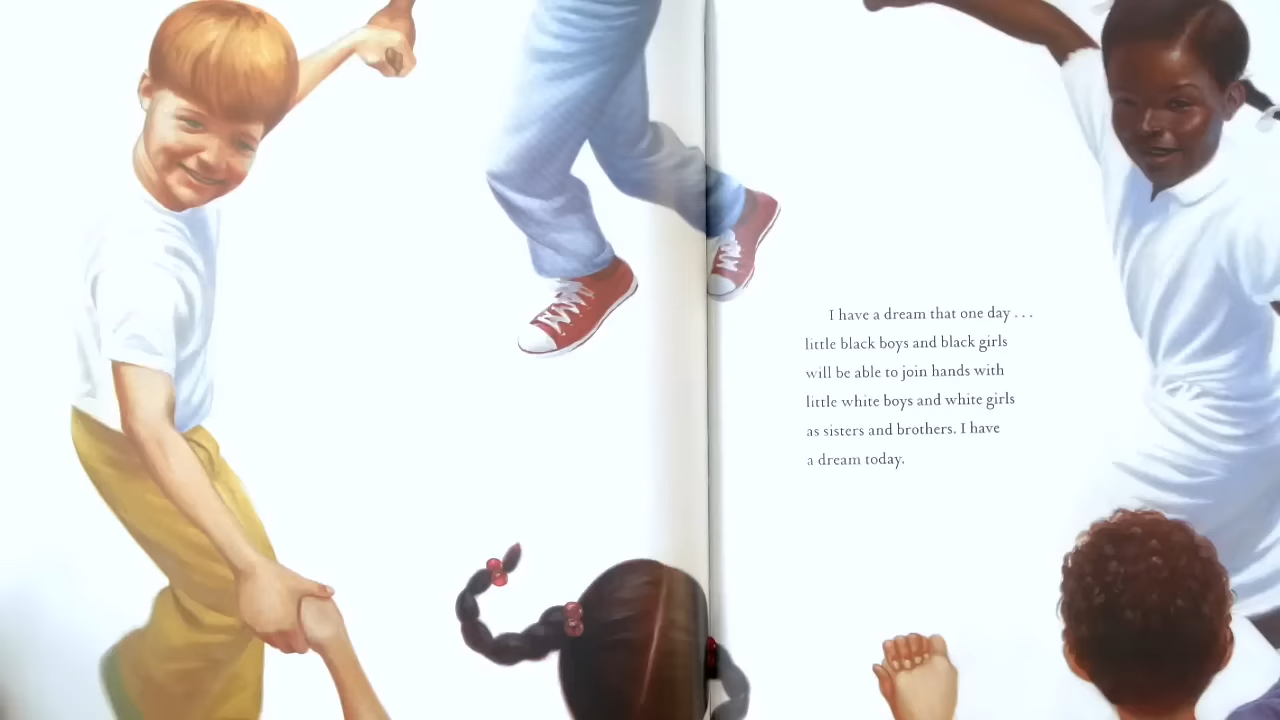 I have a dream that one day . . .
little black boys and black girls
will be able to join hands with
little white boys and white girls
as sisters and brothers. I have
a dream today.